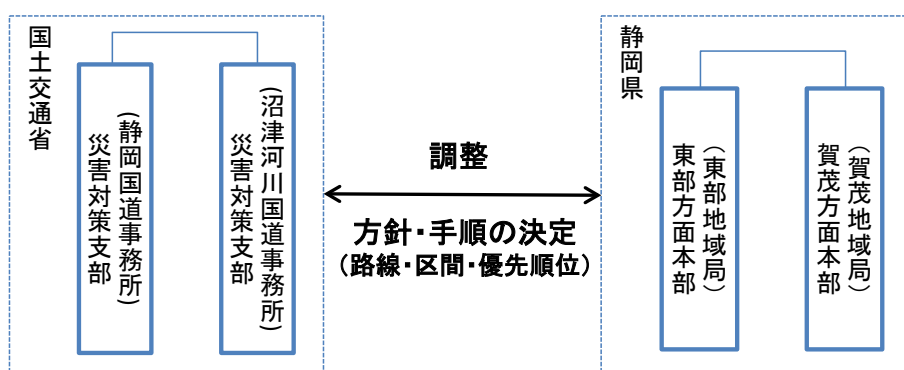 国土交通省
災害対策支部
(静岡国道事務所)
災害対策支部
(沼津河川国道事務所)
調整
方針・手順の決定
(路線・区間・優先順位)
静岡県
東部方面本部
(東部地域局)
賀茂方面本部
(賀茂地域局)